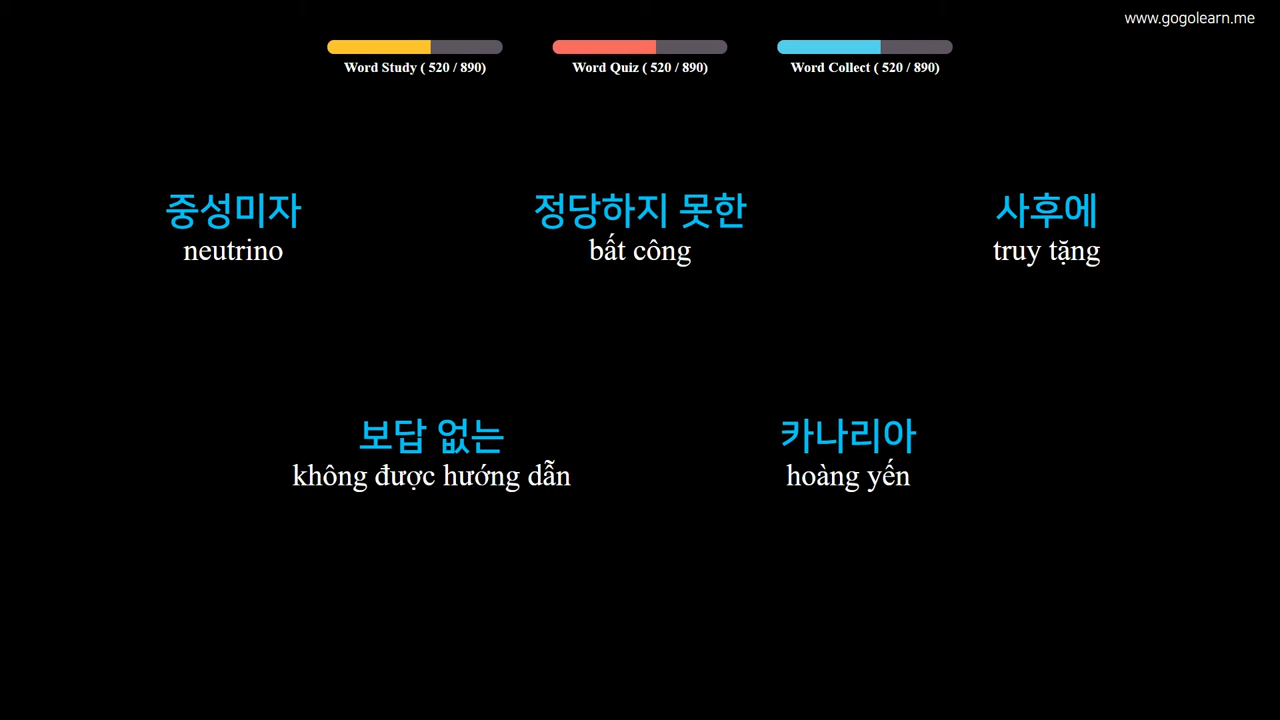 www.gogolearn.me
Word Study ( 520 / 890)
Word Quiz ( 520 / 890)
Word Collect ( 520 / 890)
중성미자
neutrino
정당하지 못한
bất công
사후에
truy tặng
보답 없는
không được hướng dẫn
카나리아
hoàng yến